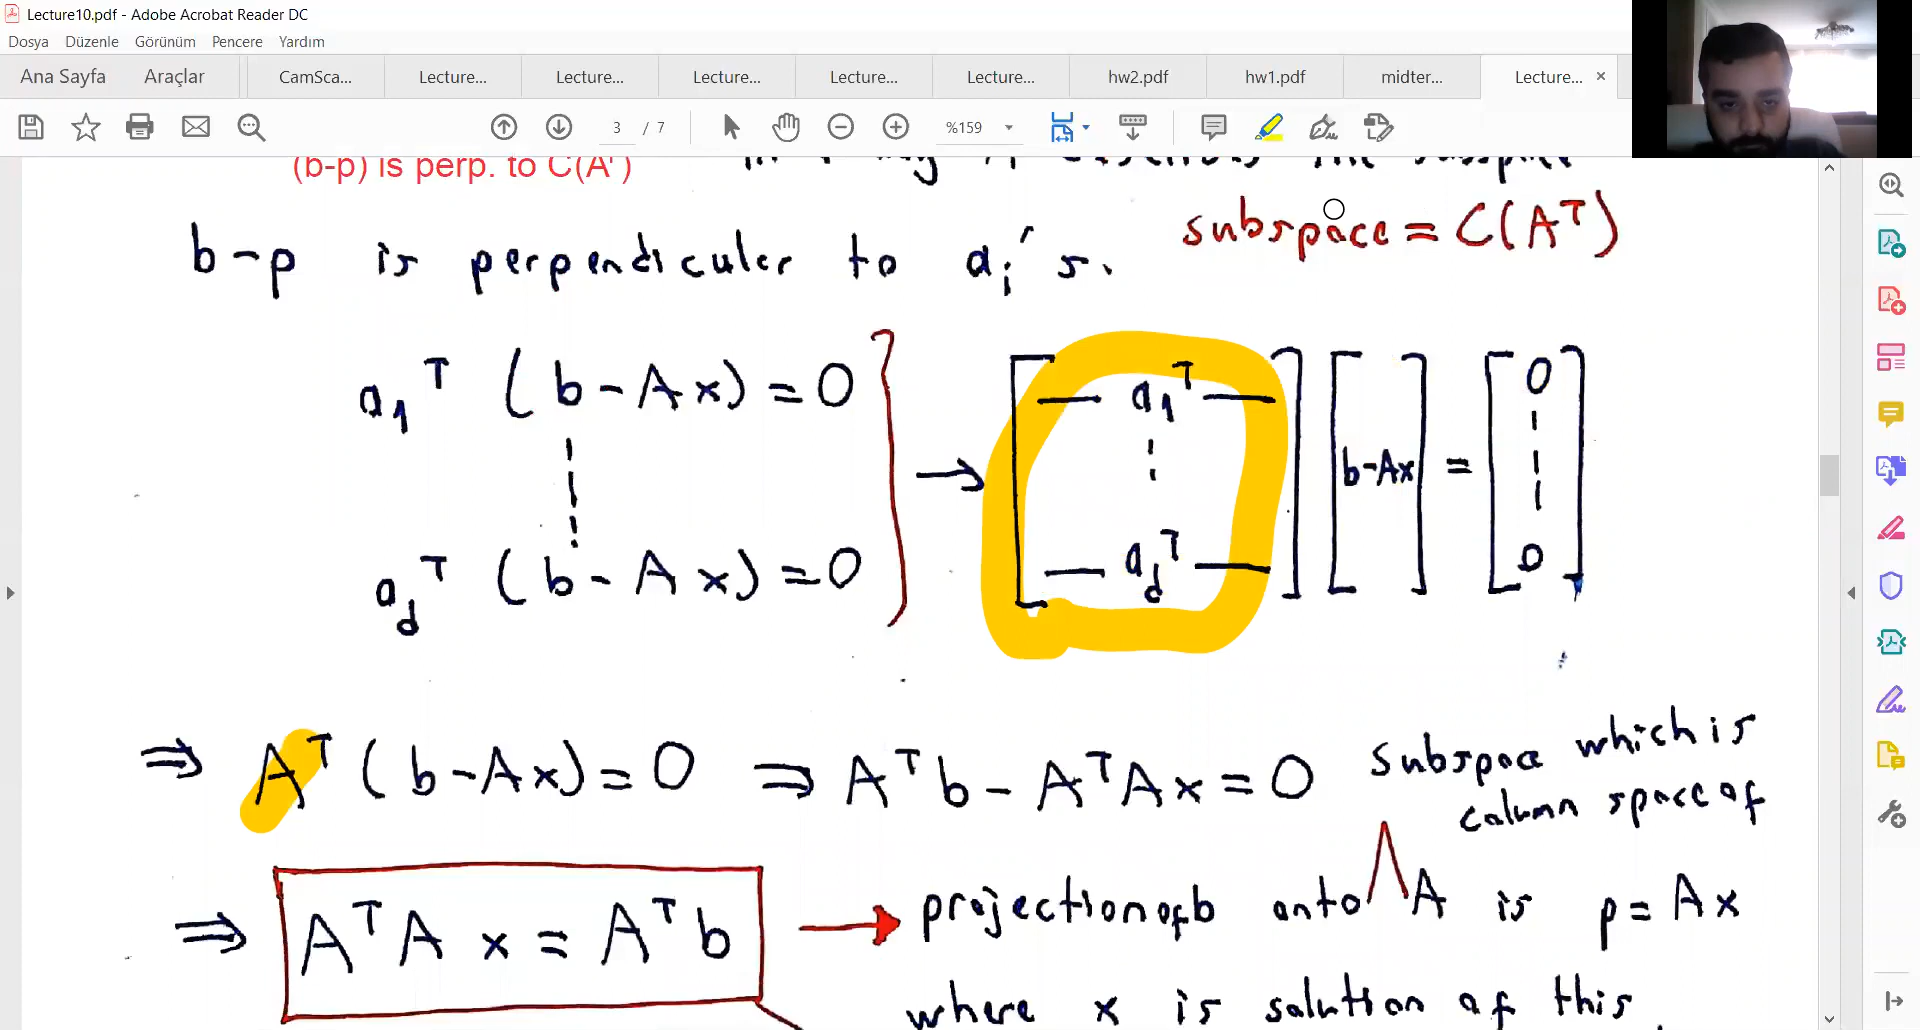 Lecture10.pdf - Adobe Acrobat Reader DC
Dosya Düzenle Görünüm Pencere Yardım
Ana Sayfa Araçlar CamSca... Lecture... Lecture... Lecture... Lecture... Lecture... hw2.pdf hw1.pdf midter... Lecture... ×
3 / 7 %159
(b-p) is perp. to C(A')
subspace = C(Aᵀ)
b-p is perpendiculer to aᵢ's.
a₁ᵀ (b-Ax) = 0
a_dᵀ (b-Ax) = 0
→ [ — a₁ᵀ — ⋮ — a_dᵀ — ] [ b-Ax ] = [ 0 ⋮ 0 ]
⇒ Aᵀ (b-Ax) = 0 ⇒ Aᵀb - AᵀAx = 0
subspace which is
column space of
⇒ AᵀA x = Aᵀb → projection of b onto A is p = Ax
where x is solution of this